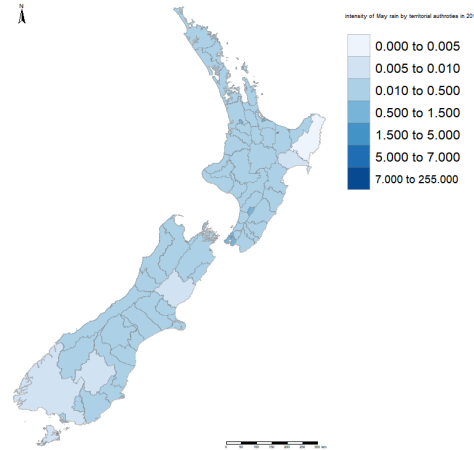 N
intensity of May rain by territorial authroties in 201
0.000 to 0.005
0.005 to 0.010
0.010 to 0.500
0.500 to 1.500
1.500 to 5.000
5.000 to 7.000
7.000 to 255.000